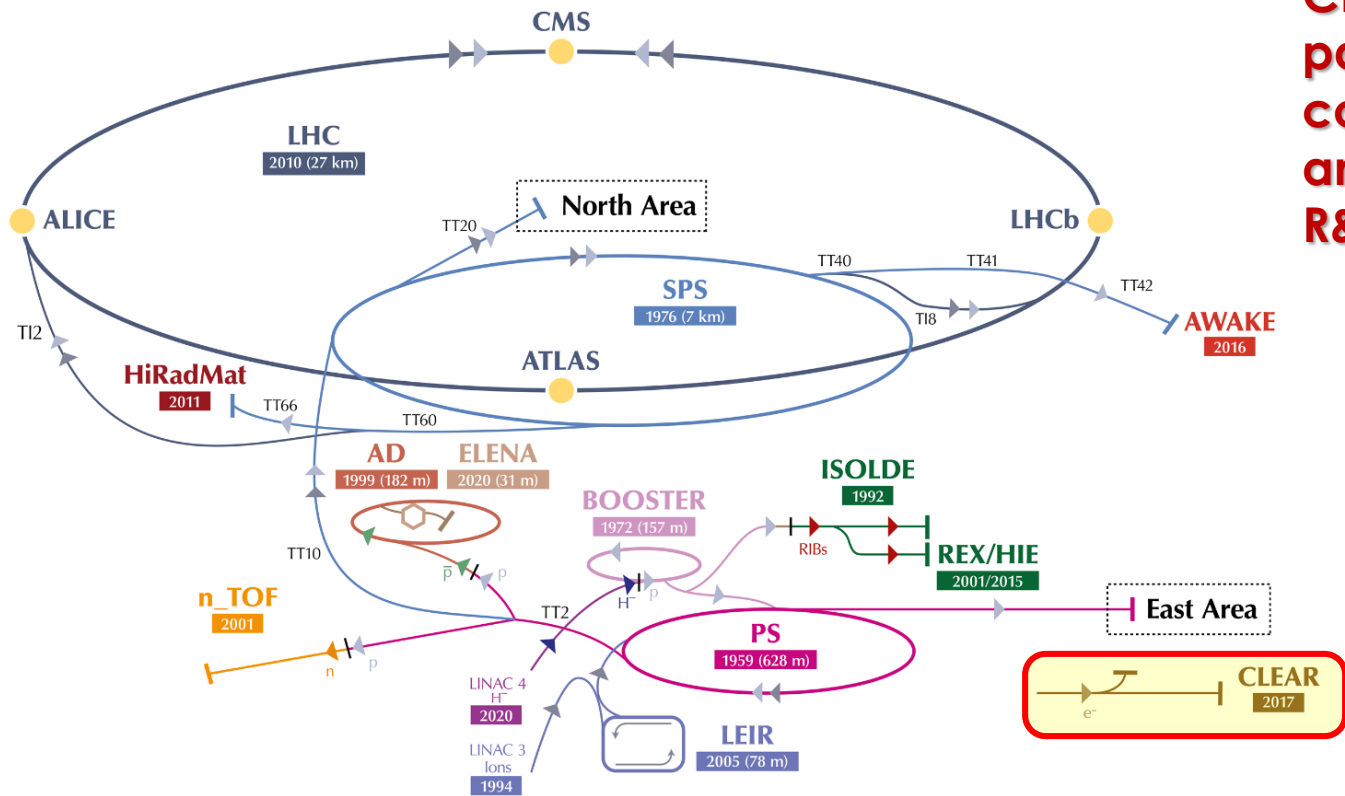 CMS
LHC
2010 (27 km)
ALICE
North Area
TT20
LHCb
TT40
TT41
TT42
SPS
1976 (7 km)
TI8
AWAKE
2016
TI2
ATLAS
HiRadMat
2011
TT66
TT60
AD
1999 (182 m)
ELENA
2020 (31 m)
ISOLDE
1992
BOOSTER
1972 (157 m)
RIBs
REX/HIE
2001/2015
TT10
p̅
p
H⁻
p
n_TOF
2001
TT2
East Area
n
p
PS
1959 (628 m)
LINAC 4
H⁻
2020
CLEAR
2017
e⁻
LINAC 3
Ions
1994
LEIR
2005 (78 m)
R&